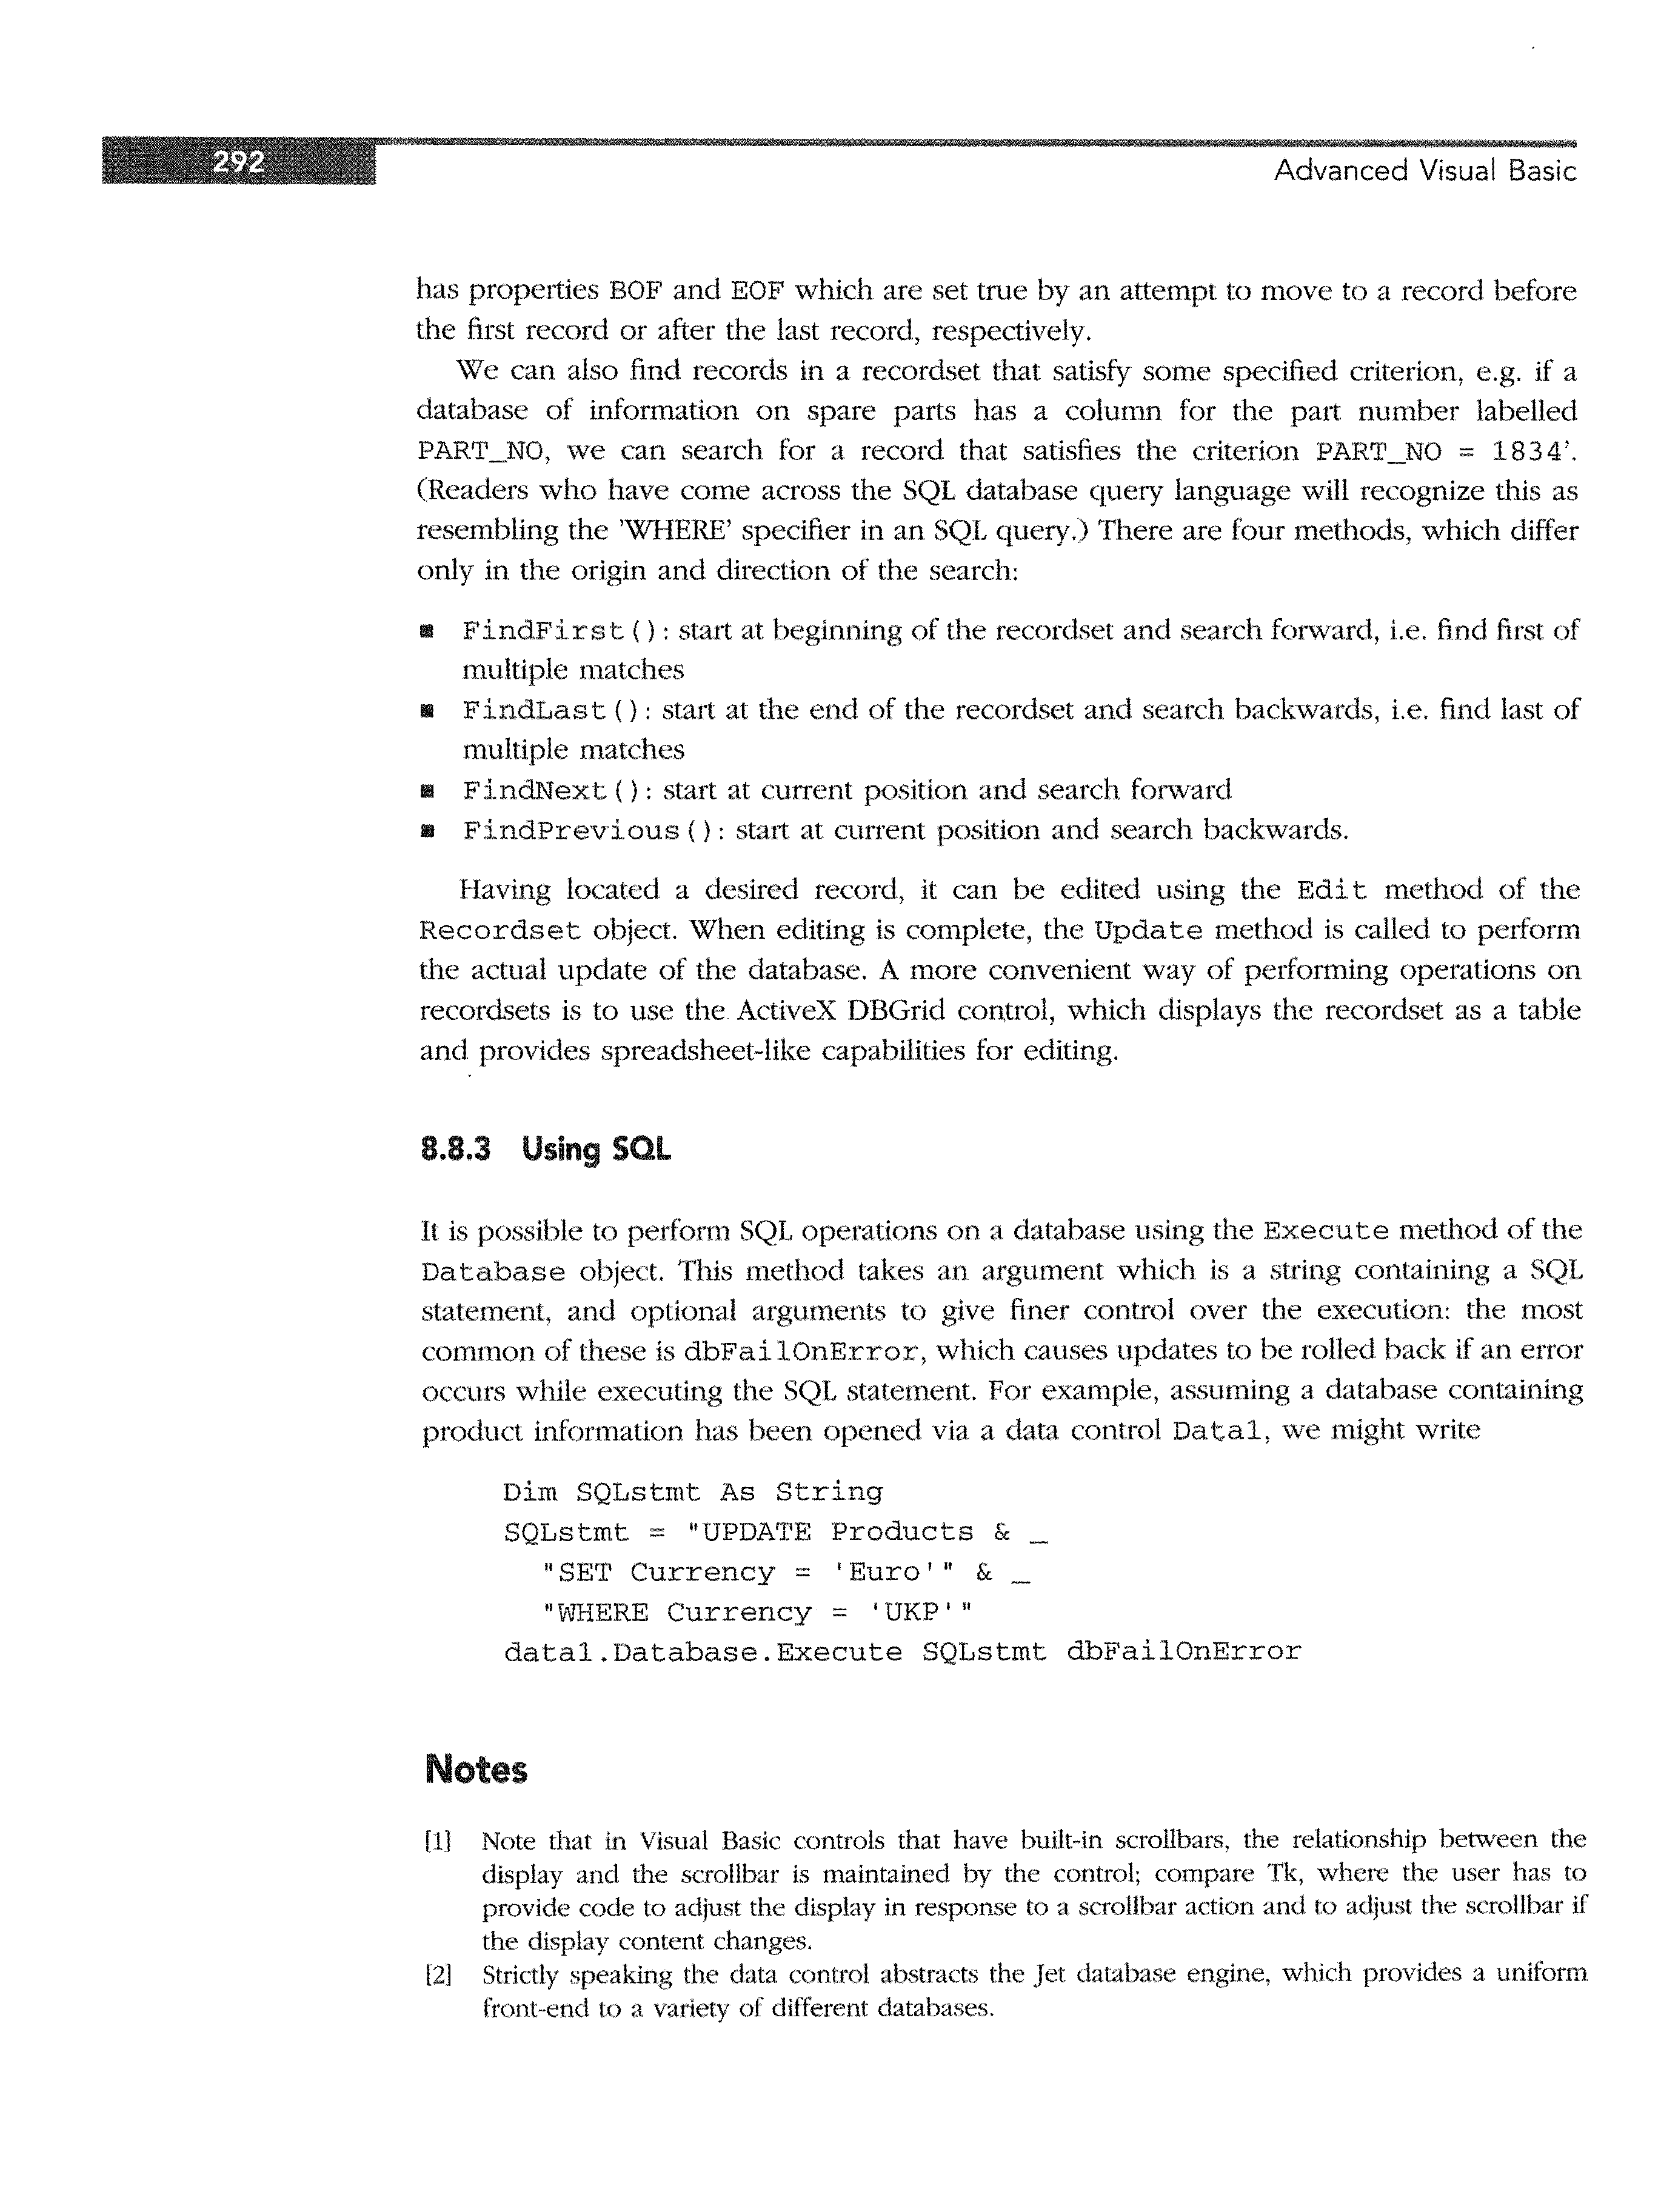 292
Advanced Visual Basic
has properties BOF and EOF which are set true by an attempt to move to a record before
the first record or after the last record, respectively.
We can also find records in a recordset that satisfy some specified criterion, e.g. if a
database of information on spare parts has a column for the part number labelled
PART_NO, we can search for a record that satisfies the criterion PART_NO = 1834’.
(Readers who have come across the SQL database query language will recognize this as
resembling the ’WHERE’ specifier in an SQL query.) There are four methods, which differ
only in the origin and direction of the search:
■ FindFirst(): start at beginning of the recordset and search forward, i.e. find first of
multiple matches
■ FindLast(): start at the end of the recordset and search backwards, i.e. find last of
multiple matches
■ FindNext(): start at current position and search forward
■ FindPrevious(): start at current position and search backwards.
Having located a desired record, it can be edited using the Edit method of the
Recordset object. When editing is complete, the Update method is called to perform
the actual update of the database. A more convenient way of performing operations on
recordsets is to use the ActiveX DBGrid control, which displays the recordset as a table
and provides spreadsheet-like capabilities for editing.
8.8.3 Using SQL
It is possible to perform SQL operations on a database using the Execute method of the
Database object. This method takes an argument which is a string containing a SQL
statement, and optional arguments to give finer control over the execution: the most
common of these is dbFailOnError, which causes updates to be rolled back if an error
occurs while executing the SQL statement. For example, assuming a database containing
product information has been opened via a data control Data1, we might write
Dim SQLstmt As String
SQLstmt = "UPDATE Products & _
"SET Currency = 'Euro'" & _
"WHERE Currency = 'UKP'"
data1.Database.Execute SQLstmt dbFailOnError
Notes
[1] Note that in Visual Basic controls that have built-in scrollbars, the relationship between the
display and the scrollbar is maintained by the control; compare Tk, where the user has to
provide code to adjust the display in response to a scrollbar action and to adjust the scrollbar if
the display content changes.
[2] Strictly speaking the data control abstracts the Jet database engine, which provides a uniform
front-end to a variety of different databases.